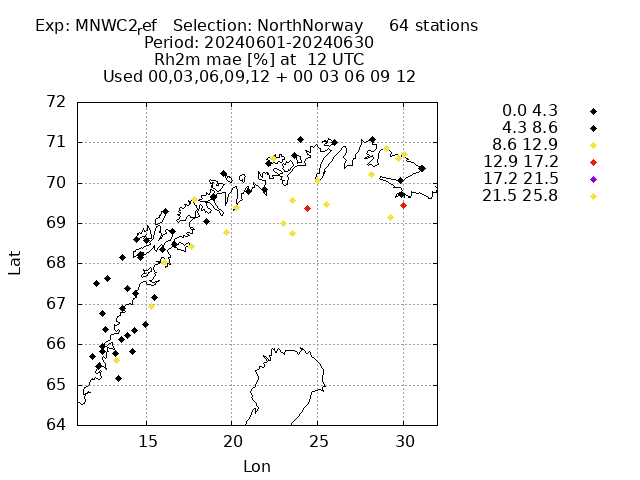 Exp: MNWC2ref   Selection: NorthNorway     64 stations
Period: 20240601-20240630
Rh2m mae [%] at  12 UTC
Used 00,03,06,09,12 + 00 03 06 09 12
0.0 4.3
4.3 8.6
8.6 12.9
12.9 17.2
17.2 21.5
21.5 25.8
72
71
70
69
68
67
66
65
64
Lat
15 20 25 30
Lon